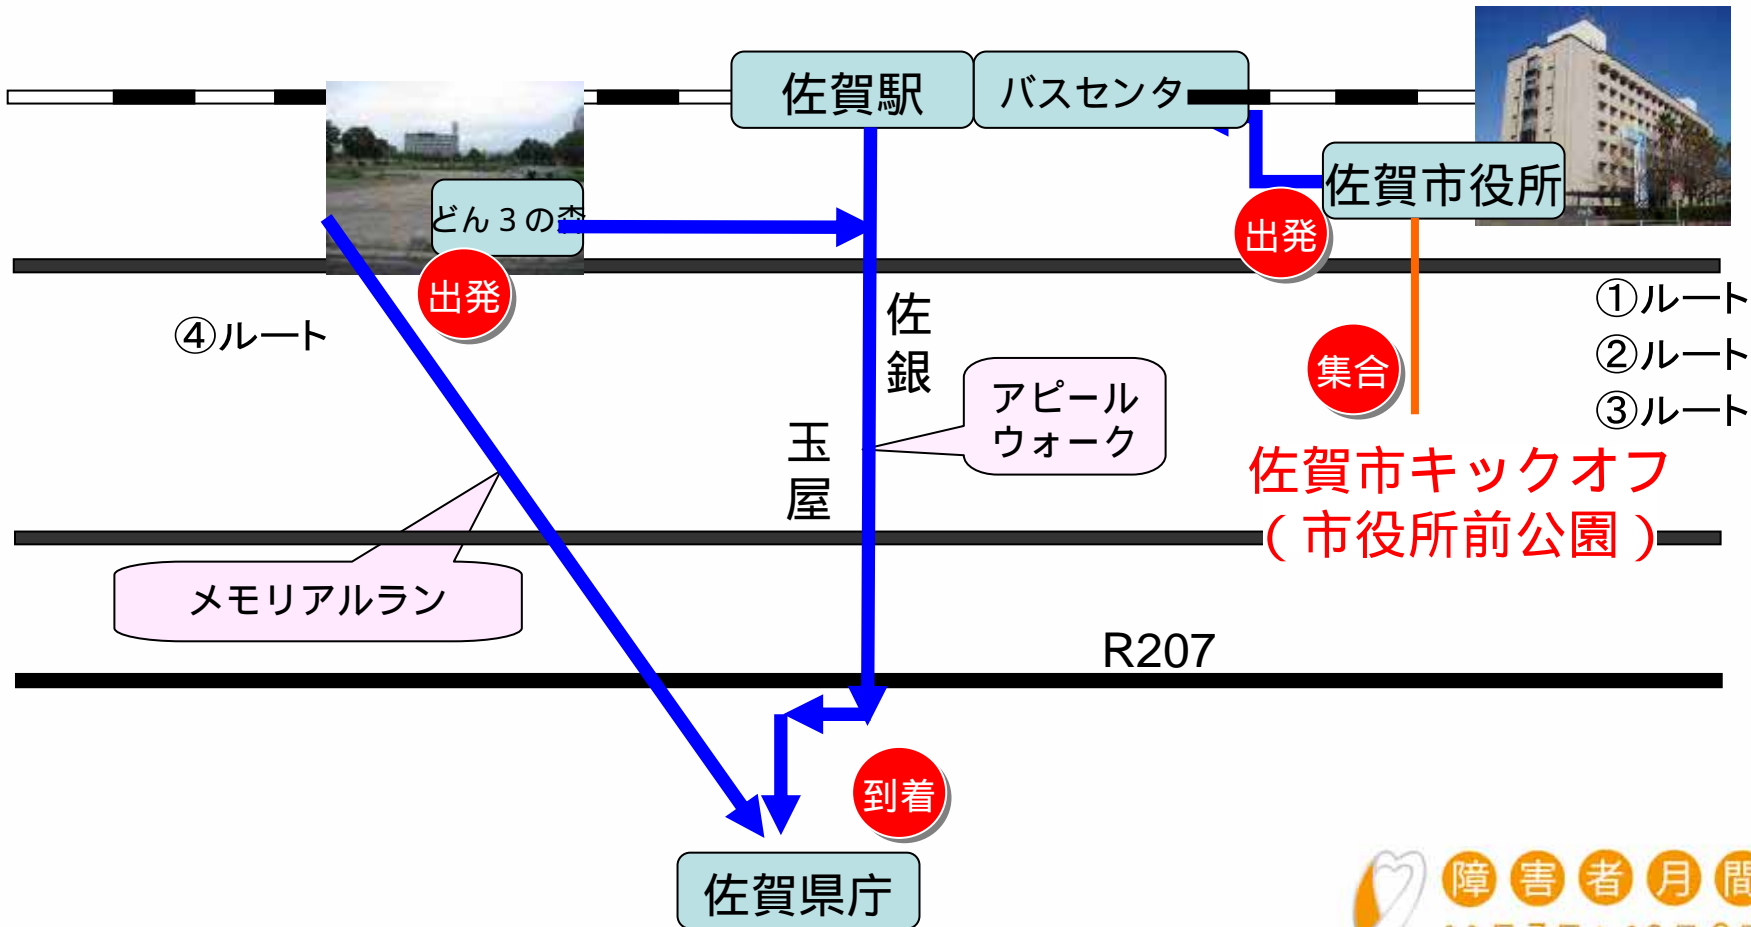 佐賀駅
バスセンタ
佐賀市役所
どん3の森
出発
出発
④ルート
佐銀
アピール
ウォーク
集合
①ルート
②ルート
③ルート
玉屋
佐賀市キックオフ
(市役所前公園)
メモリアルラン
R207
到着
佐賀県庁
障害者月間